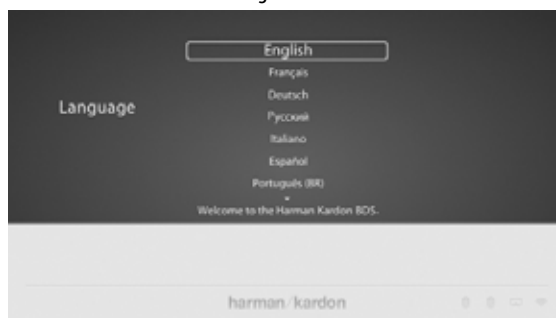 English
Français
Deutsch
Language
Русский
Italiano
Español
Português (BR)
Welcome to the Harman Kardon BDS.
harman/kardon